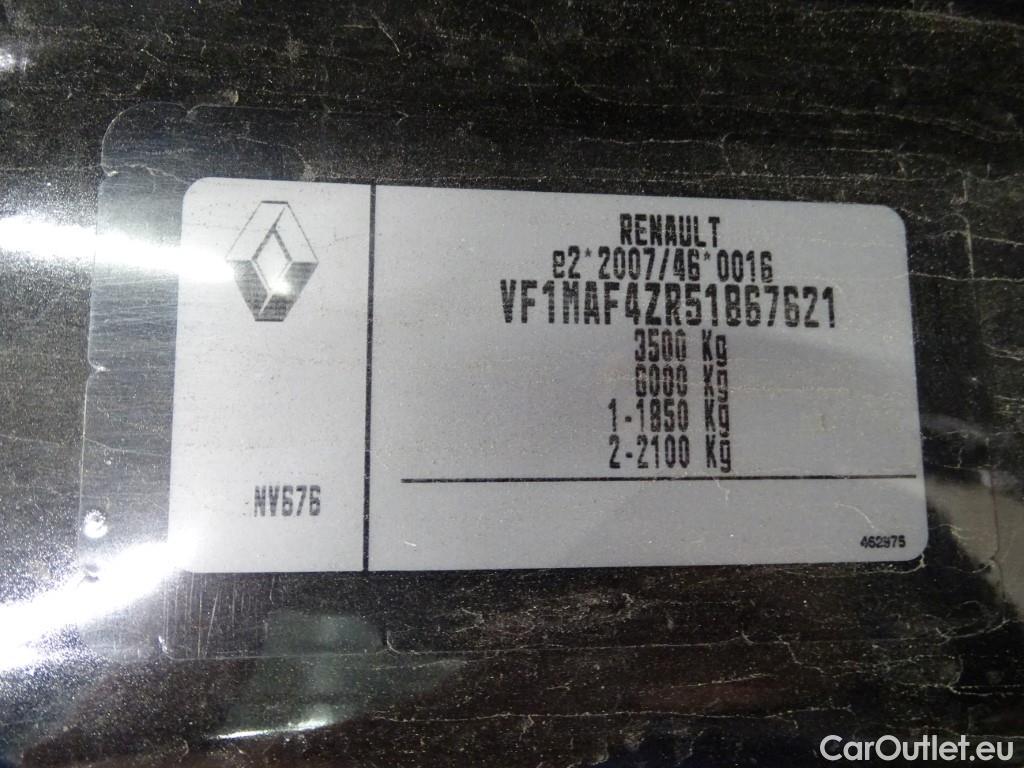 RENAULT
e2*2007/46*0016
VF1MAF4ZR51867621
3500 Kg
6000 Kg
1-1850 Kg
2-2100 Kg
NV676
462975
CarOutlet.eu